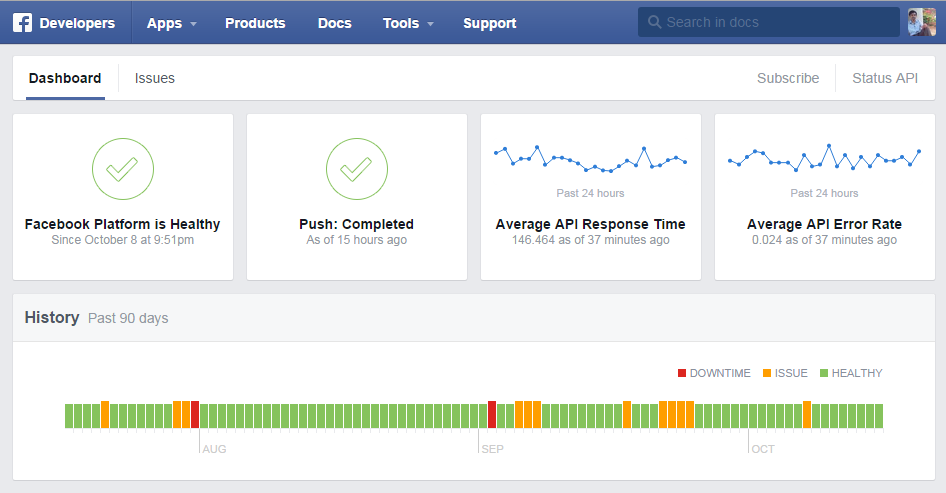 Developers Apps Products Docs Tools Support Search in docs
Dashboard Issues Subscribe Status API
Facebook Platform is Healthy
Since October 8 at 9:51pm
Push: Completed
As of 15 hours ago
Past 24 hours
Average API Response Time
146.464 as of 37 minutes ago
Past 24 hours
Average API Error Rate
0.024 as of 37 minutes ago
History Past 90 days
DOWNTIME ISSUE HEALTHY
AUG SEP OCT